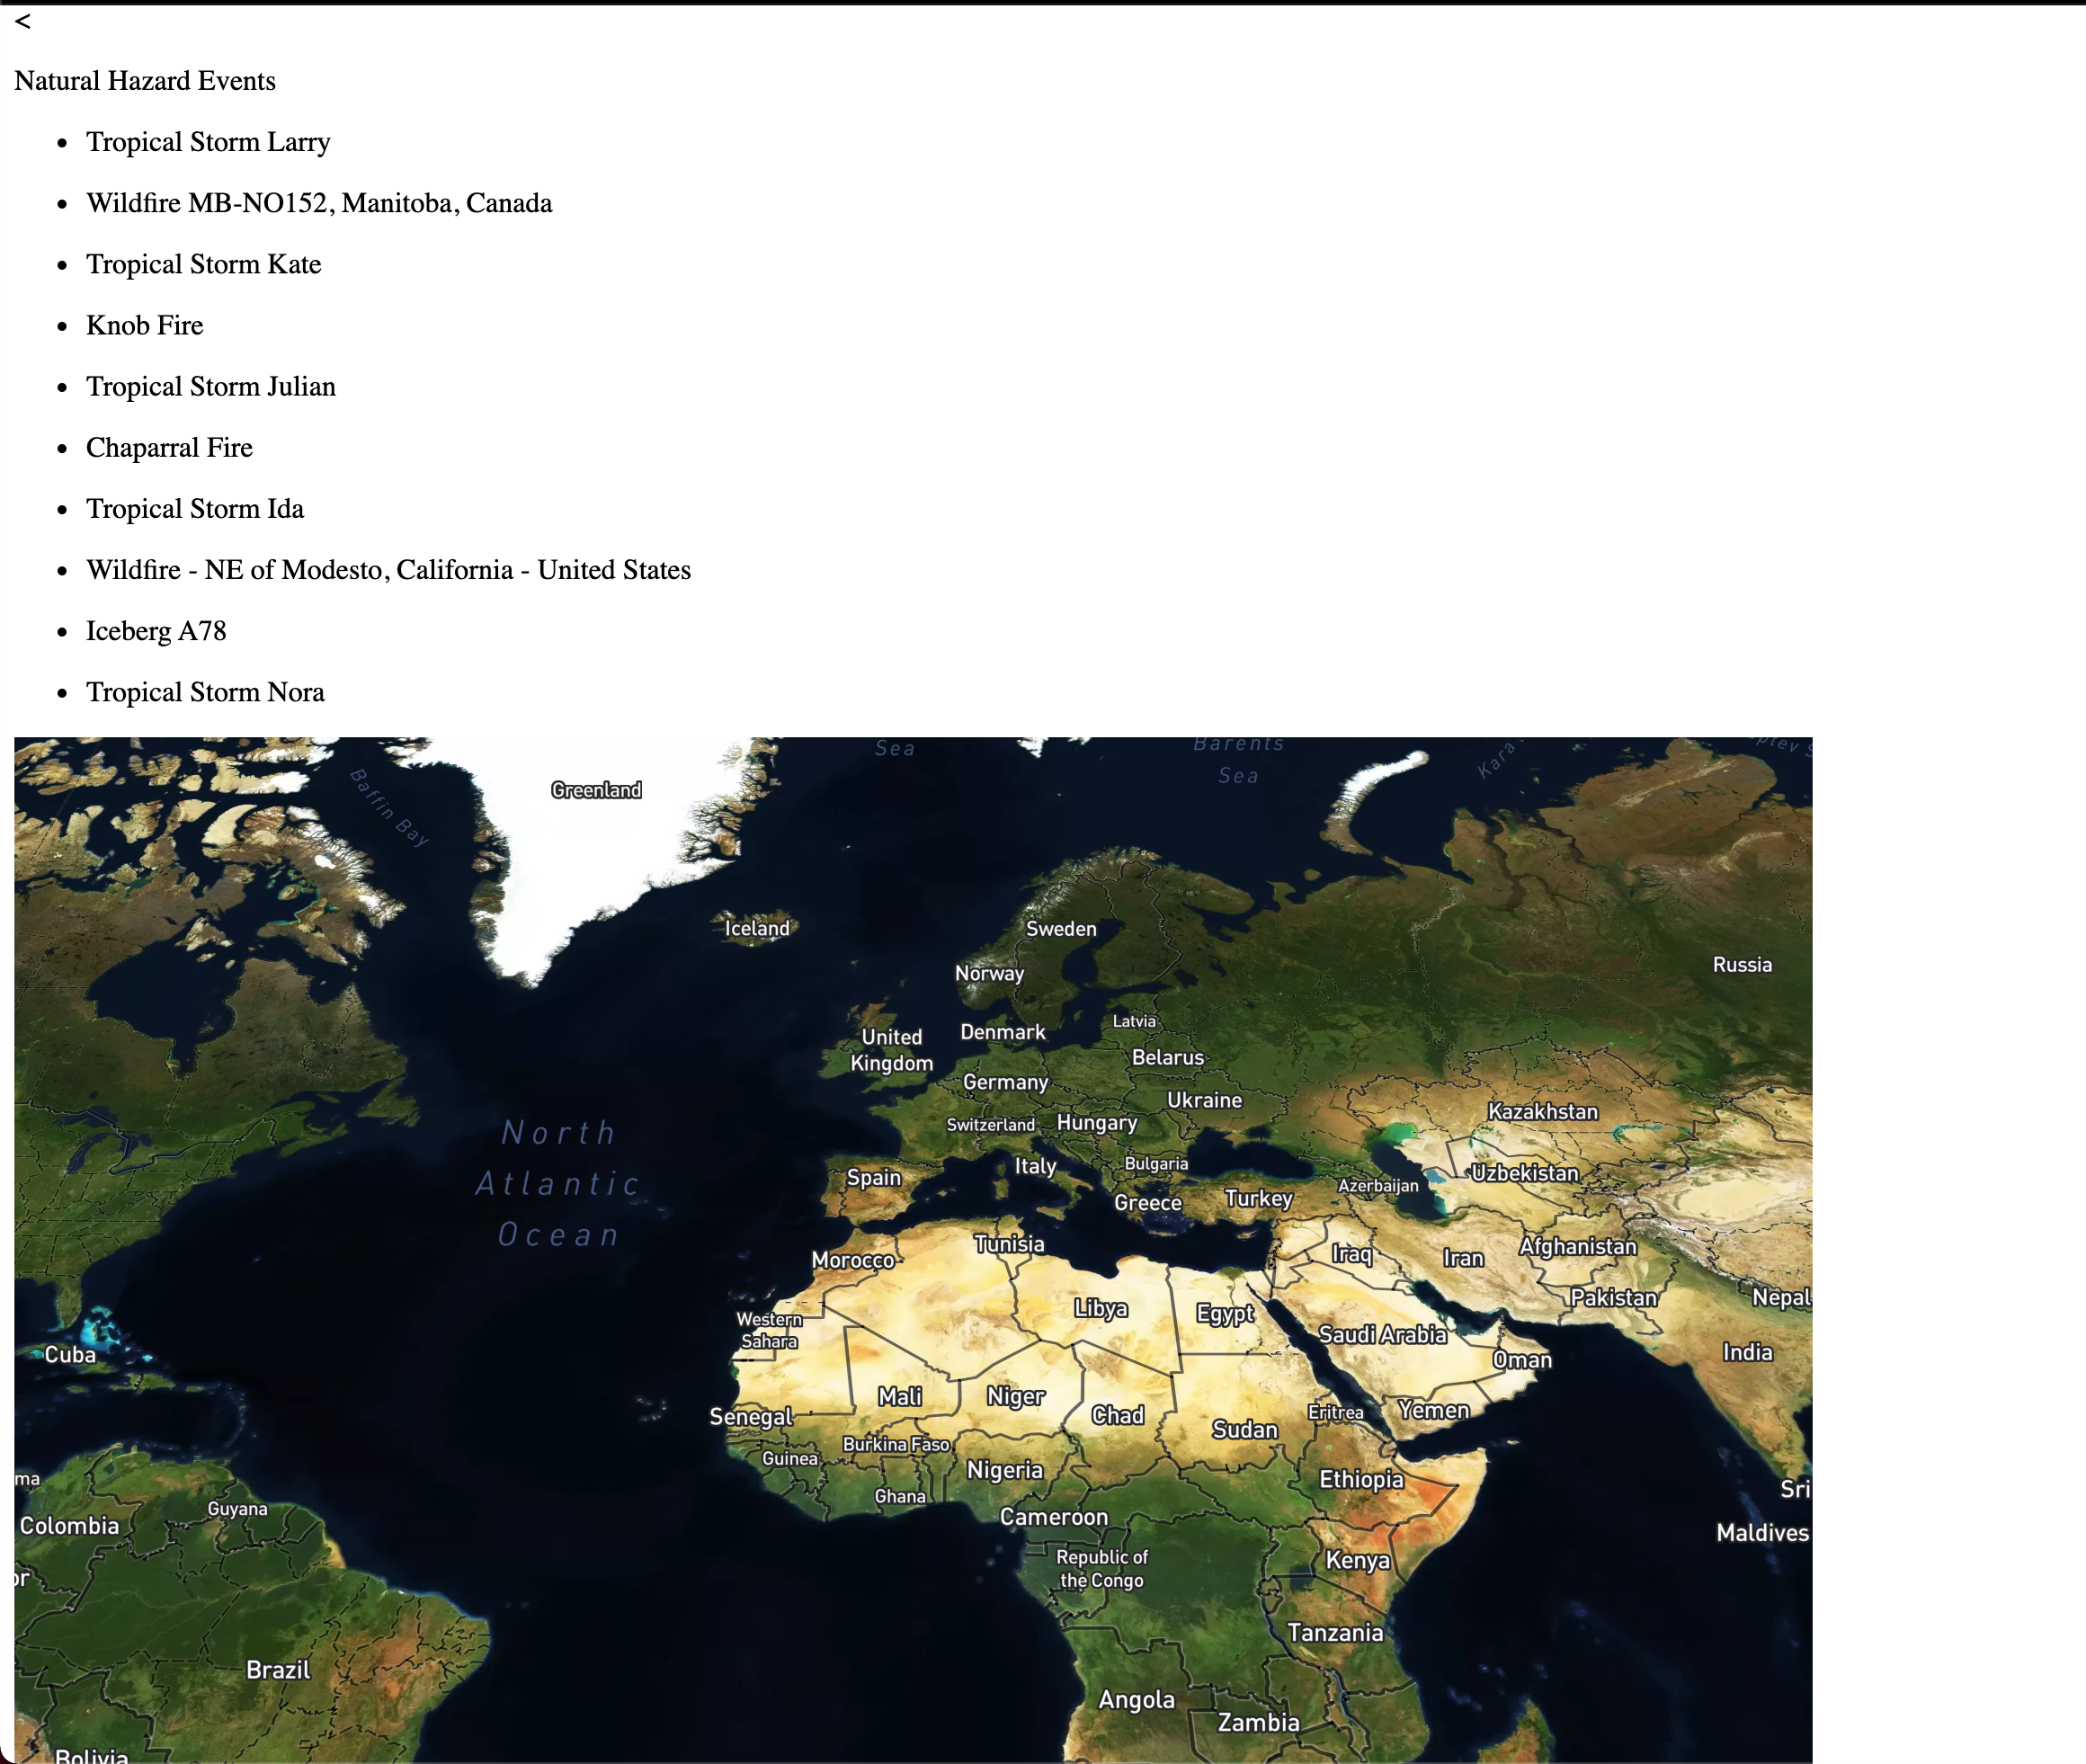 <
Natural Hazard Events
Tropical Storm Larry
Wildfire MB-NO152, Manitoba, Canada
Tropical Storm Kate
Knob Fire
Tropical Storm Julian
Chaparral Fire
Tropical Storm Ida
Wildfire - NE of Modesto, California - United States
Iceberg A78
Tropical Storm Nora
Sea
Barents
Sea
Kara
Baffin Bay
Greenland
Iceland
Sweden
Norway
Russia
United
Kingdom
Denmark
Latvia
Belarus
Germany
Ukraine
Switzerland
Hungary
Kazakhstan
North
Atlantic
Ocean
Spain
Italy
Bulgaria
Greece
Turkey
Azerbaijan
Uzbekistan
Morocco
Tunisia
Iraq
Iran
Afghanistan
Pakistan
Nepal
Western
Sahara
Libya
Egypt
Saudi Arabia
Oman
India
Cuba
Mali
Niger
Chad
Sudan
Eritrea
Yemen
Senegal
Burkina Faso
Guinea
Nigeria
Ethiopia
Ghana
Cameroon
ma
Guyana
Colombia
Sri
Maldives
Republic of
the Congo
Kenya
or
Tanzania
Brazil
Angola
Zambia
Bolivia